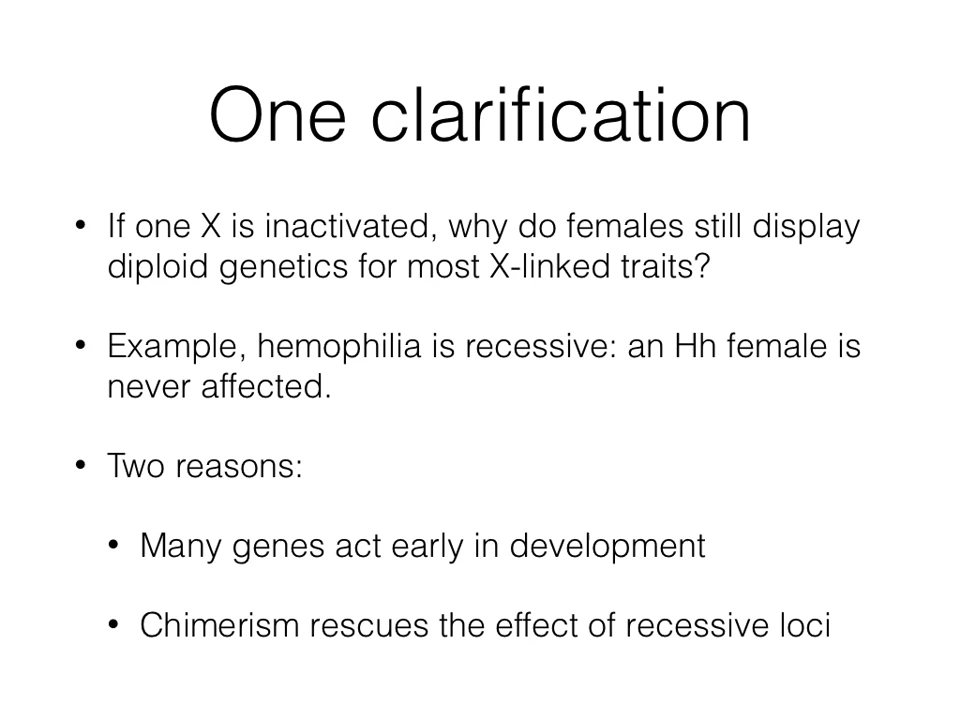 One clarification
• If one X is inactivated, why do females still display
diploid genetics for most X-linked traits?
• Example, hemophilia is recessive: an Hh female is
never affected.
• Two reasons:
• Many genes act early in development
• Chimerism rescues the effect of recessive loci